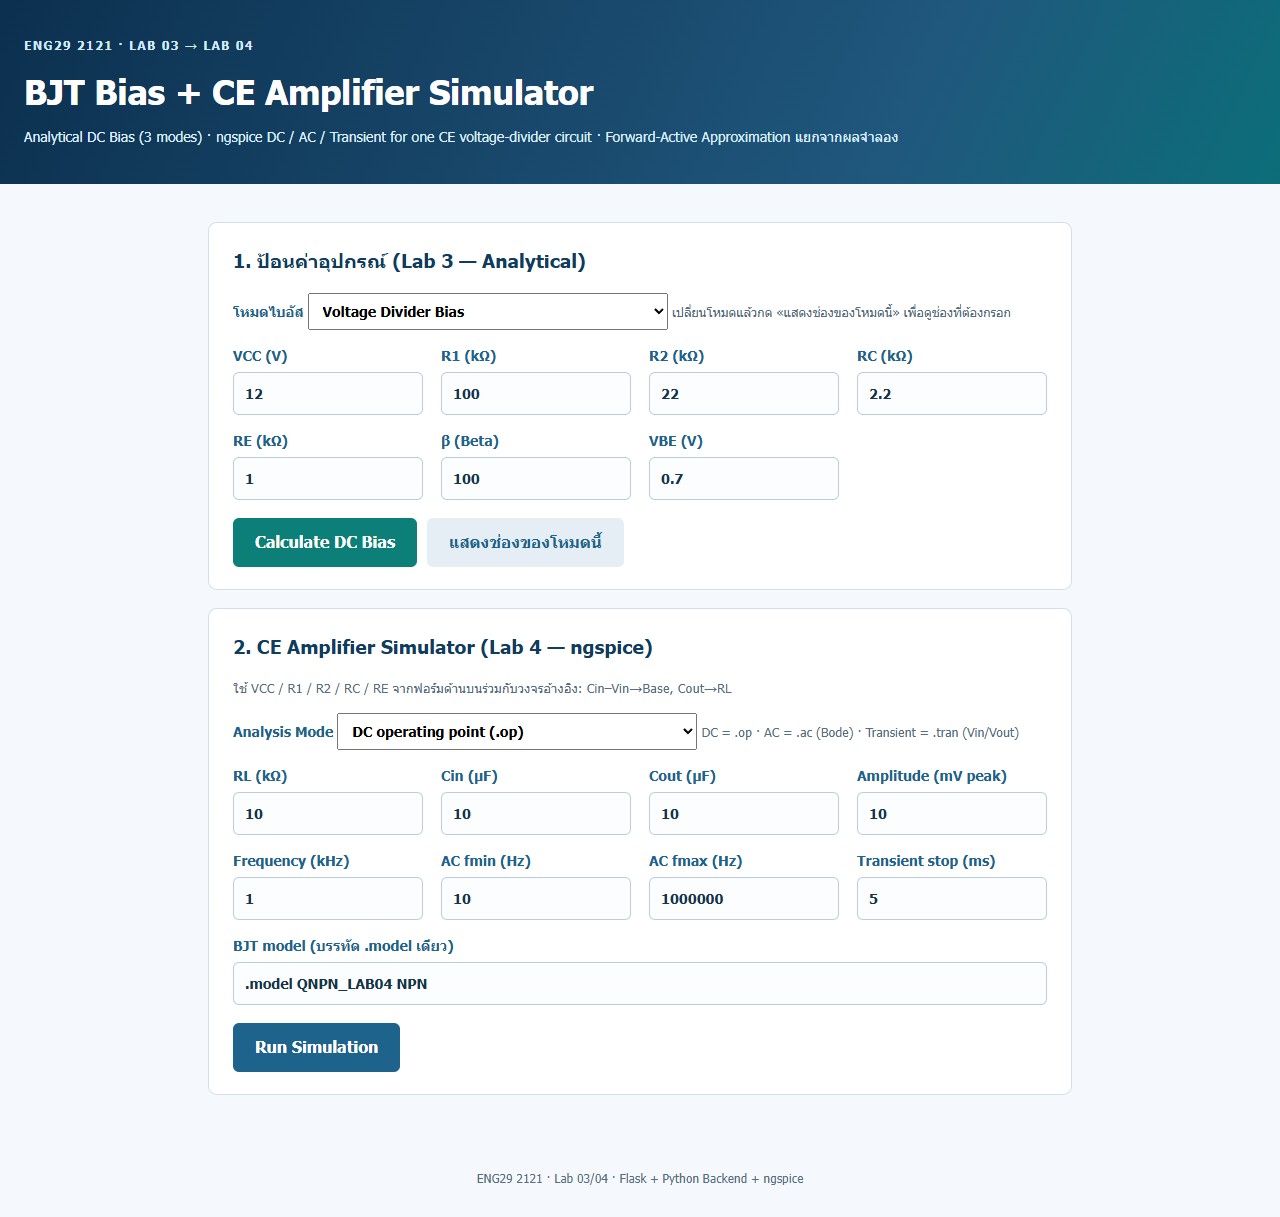 ENG29 2121 · LAB 03 → LAB 04
BJT Bias + CE Amplifier Simulator
Analytical DC Bias (3 modes) · ngspice DC / AC / Transient for one CE voltage-divider circuit · Forward-Active Approximation แยกจากผลจำลอง
1. ป้อนค่าอุปกรณ์ (Lab 3 — Analytical)
โหมดไบอัส Voltage Divider Bias เปลี่ยนโหมดแล้วกด «แสดงช่องของโหมดนี้» เพื่อดูช่องที่ต้องกรอก
VCC (V) R1 (kΩ) R2 (kΩ) RC (kΩ)
12 100 22 2.2
RE (kΩ) β (Beta) VBE (V)
1 100 0.7
Calculate DC Bias แสดงช่องของโหมดนี้
2. CE Amplifier Simulator (Lab 4 — ngspice)
ใช้ VCC / R1 / R2 / RC / RE จากฟอร์มด้านบนร่วมกับวงจรอ้างอิง: Cin–Vin→Base, Cout→RL
Analysis Mode DC operating point (.op) DC = .op · AC = .ac (Bode) · Transient = .tran (Vin/Vout)
RL (kΩ) Cin (µF) Cout (µF) Amplitude (mV peak)
10 10 10 10
Frequency (kHz) AC fmin (Hz) AC fmax (Hz) Transient stop (ms)
1 10 1000000 5
BJT model (บรรทัด .model เดียว)
.model QNPN_LAB04 NPN
Run Simulation
ENG29 2121 · Lab 03/04 · Flask + Python Backend + ngspice